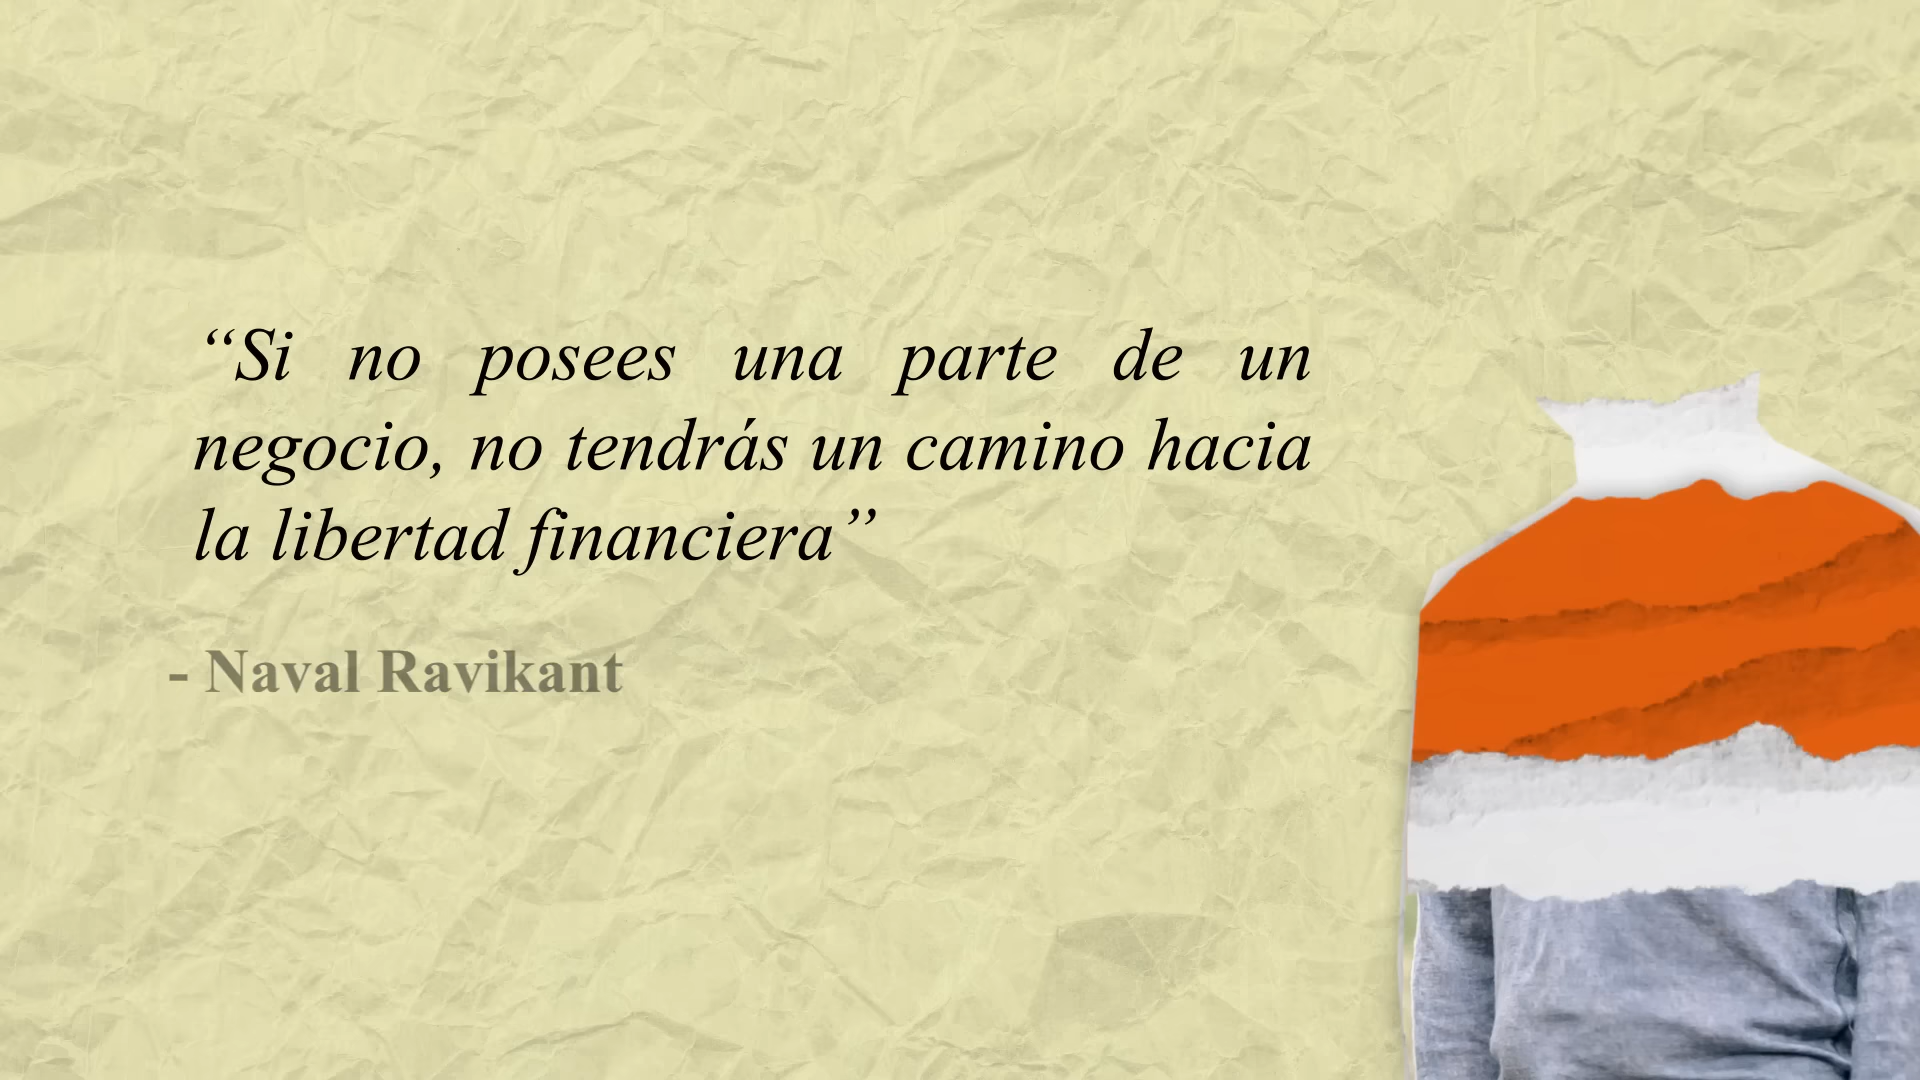 “Si no posees una parte de un
negocio, no tendrás un camino hacia
la libertad financiera”
- Naval Ravikant